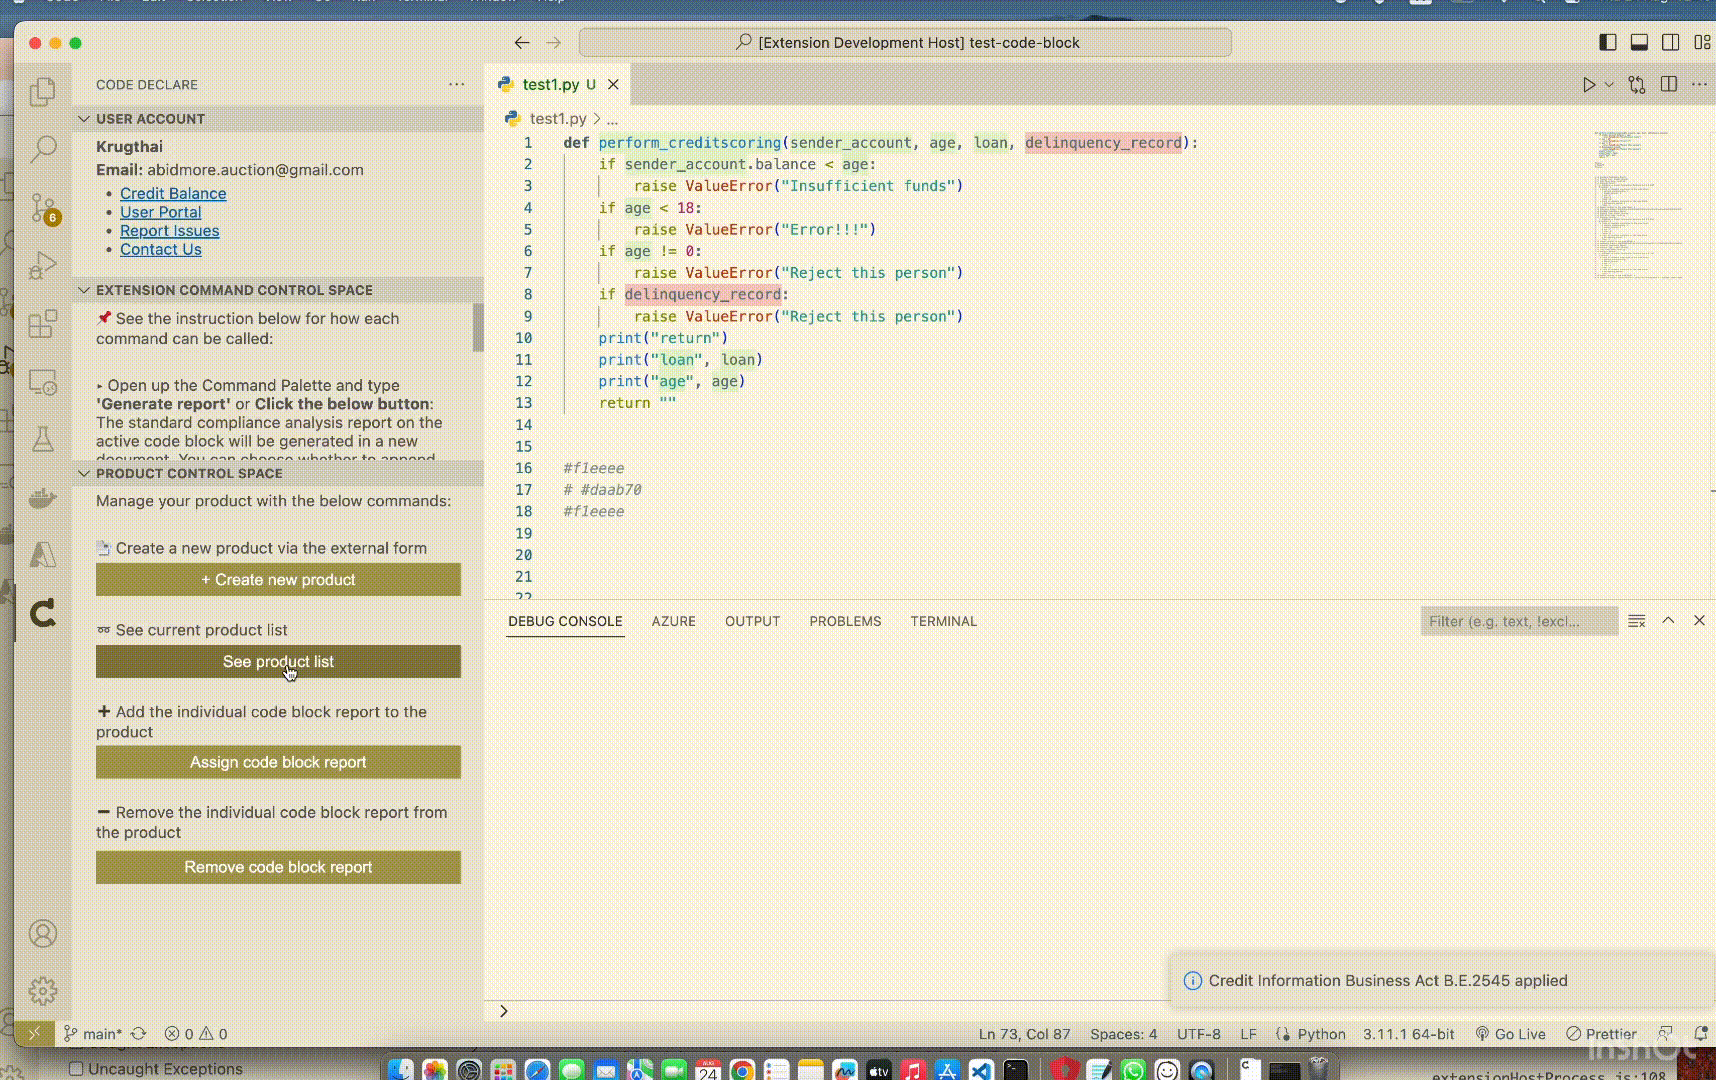 [Extension Development Host] test-code-block
CODE DECLARE
USER ACCOUNT
Krugthai
Email: abidmore.auction@gmail.com
• Credit Balance
• User Portal
• Report Issues
• Contact Us
EXTENSION COMMAND CONTROL SPACE
📌 See the instruction below for how each
command can be called:
▸ Open up the Command Palette and type
'Generate report' or Click the below button:
The standard compliance analysis report on the
active code block will be generated in a new
document. You can choose whether to append
PRODUCT CONTROL SPACE
Manage your product with the below commands:
Create a new product via the external form
+ Create new product
See current product list
See product list
➕ Add the individual code block report to the
product
Assign code block report
➖ Remove the individual code block report from
the product
Remove code block report
6
test1.py U
test1.py > ...
1 def perform_creditscoring(sender_account, age, loan, delinquency_record):
2 if sender_account.balance < age:
3 raise ValueError("Insufficient funds")
4 if age < 18:
5 raise ValueError("Error!!!")
6 if age != 0:
7 raise ValueError("Reject this person")
8 if delinquency_record:
9 raise ValueError("Reject this person")
10 print("return")
11 print("loan", loan)
12 print("age", age)
13 return ""
14
15
16 #f1eeee
17 # #daab70
18 #f1eeee
19
20
21
22
DEBUG CONSOLE AZURE OUTPUT PROBLEMS TERMINAL
Filter (e.g. text, !excl...
Credit Information Business Act B.E.2545 applied
main* 0 0 Ln 73, Col 87 Spaces: 4 UTF-8 LF Python 3.11.1 64-bit Go Live Prettier
InShOt
Uncaught Exceptions
24
tv
extensionHostProcess.js:108